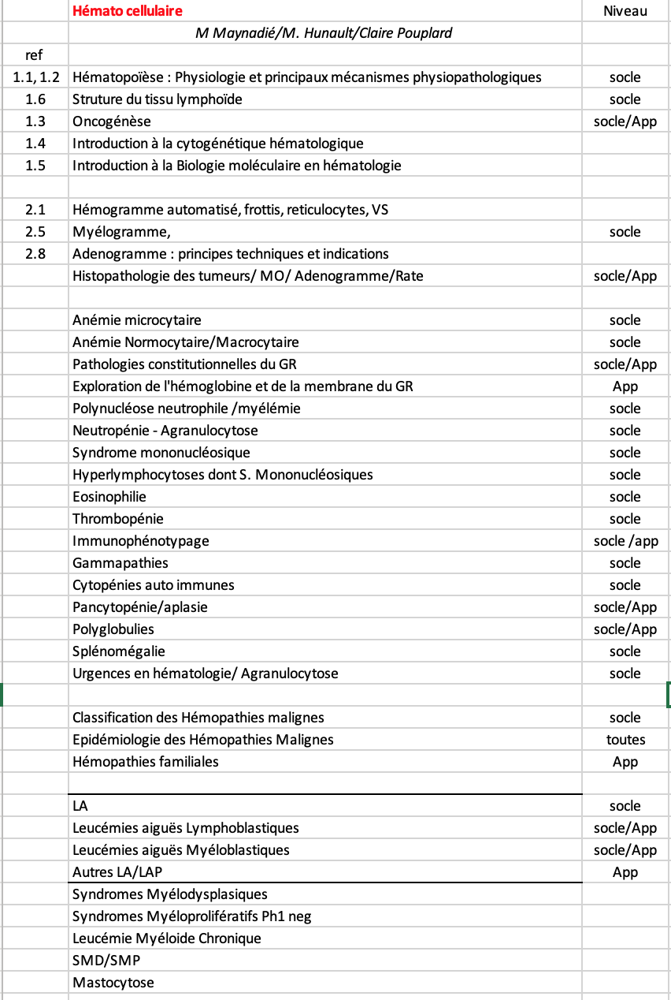 Hémato cellulaire Niveau
M Maynadié/M. Hunault/Claire Pouplard
ref
1.1, 1.2 Hématopoïèse : Physiologie et principaux mécanismes physiopathologiques socle
1.6 Struture du tissu lymphoïde socle
1.3 Oncogénèse socle/App
1.4 Introduction à la cytogénétique hématologique
1.5 Introduction à la Biologie moléculaire en hématologie
2.1 Hémogramme automatisé, frottis, reticulocytes, VS
2.5 Myélogramme, socle
2.8 Adenogramme : principes techniques et indications
Histopathologie des tumeurs/ MO/ Adenogramme/Rate socle/App
Anémie microcytaire socle
Anémie Normocytaire/Macrocytaire socle
Pathologies constitutionnelles du GR socle/App
Exploration de l'hémoglobine et de la membrane du GR App
Polynucléose neutrophile /myélémie socle
Neutropénie - Agranulocytose socle
Syndrome mononucléosique socle
Hyperlymphocytoses dont S. Mononucléosiques socle
Eosinophilie socle
Thrombopénie socle
Immunophénotypage socle /app
Gammapathies socle
Cytopénies auto immunes socle
Pancytopénie/aplasie socle/App
Polyglobulies socle/App
Splénomégalie socle
Urgences en hématologie/ Agranulocytose socle
Classification des Hémopathies malignes socle
Epidémiologie des Hémopathies Malignes toutes
Hémopathies familiales App
LA socle
Leucémies aiguës Lymphoblastiques socle/App
Leucémies aiguës Myéloblastiques socle/App
Autres LA/LAP App
Syndromes Myélodysplasiques
Syndromes Myéloprolifératifs Ph1 neg
Leucémie Myéloide Chronique
SMD/SMP
Mastocytose